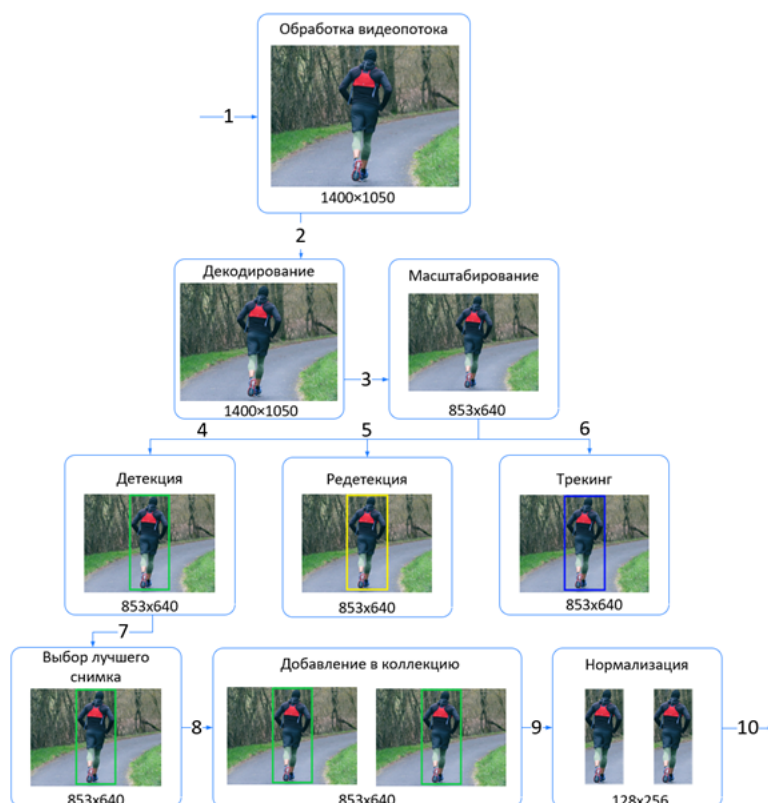 Обработка видеопотока
1
1400×1050
2
Декодирование
Масштабирование
3
1400×1050
853x640
4
5
6
Детекция
Редетекция
Трекинг
853x640
853x640
853x640
7
Выбор лучшего
снимка
Добавление в коллекцию
Нормализация
8
9
10
853x640
853x640
128x256